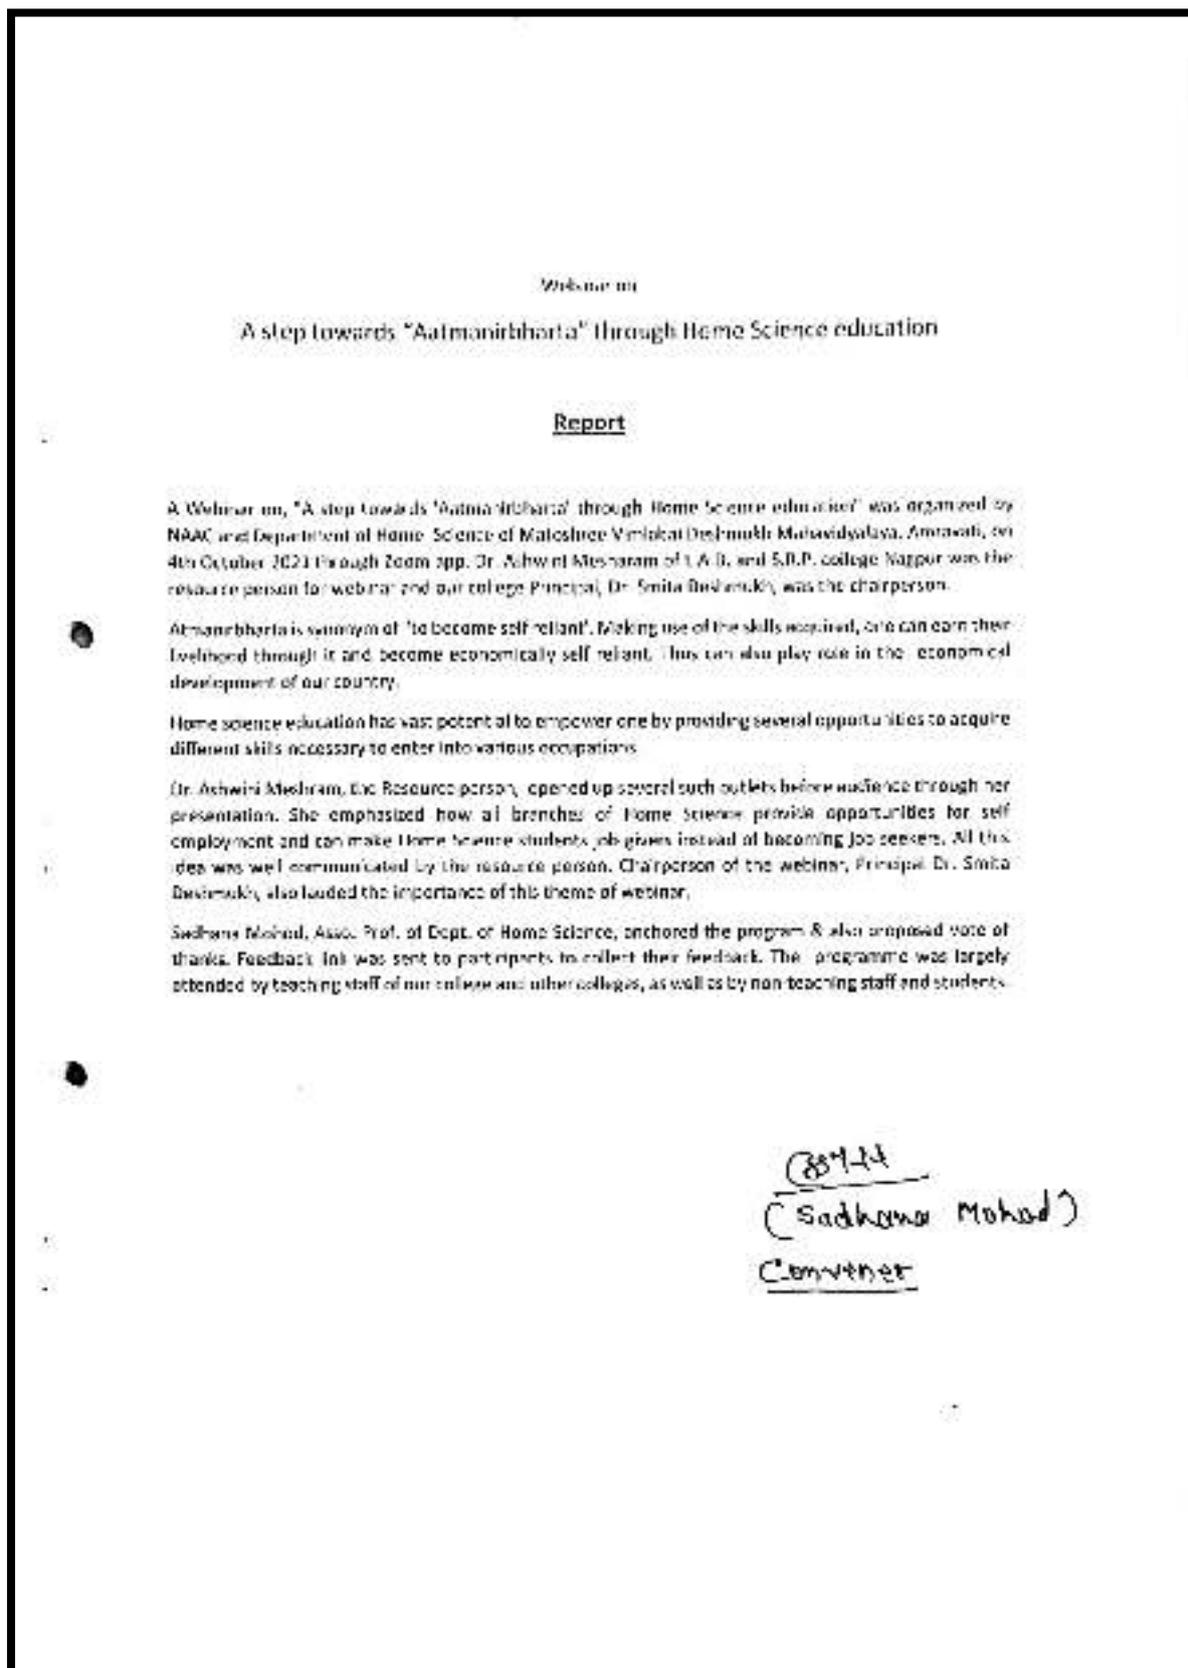 Webinar on
A step towards "Aatmanirbharta" through Home Science education
Report
A Webinar on, "A step towards 'Aatmanirbharta' through Home Science education" was organized by
NAAC and Department of Home Science of Matoshree Vimlabai Deshmukh Mahavidyalaya, Amravati, on
4th October 2021 through Zoom app. Dr. Ashwini Mesharam of L.A.D. and S.R.P. college Nagpur was the
resource person for webinar and our college Principal, Dr. Smita Deshmukh, was the chairperson.
Atmanirbharta is synonym of 'to become self reliant'. Making use of the skills acquired, one can earn their
livelihood through it and become economically self reliant. Thus can also play role in the economical
development of our country.
Home science education has vast potential to empower one by providing several opportunities to acquire
different skills necessary to enter into various occupations
Dr. Ashwini Meshram, the Resource person, opened up several such outlets before audience through her
presentation. She emphasized how all branches of Home Science provide opportunities for self
employment and can make Home Science students job givers instead of becoming job seekers. All this
idea was well communicated by the resource person. Chairperson of the webinar, Principal Dr. Smita
Deshmukh, also lauded the importance of this theme of webinar.
Sadhana Mohod, Asso. Prof. of Dept. of Home Science, anchored the program & also proposed vote of
thanks. Feedback link was sent to participants to collect their feedback. The programme was largely
attended by teaching staff of our college and other colleges, as well as by non-teaching staff and students.
(Sadhana Mohod)
Convener